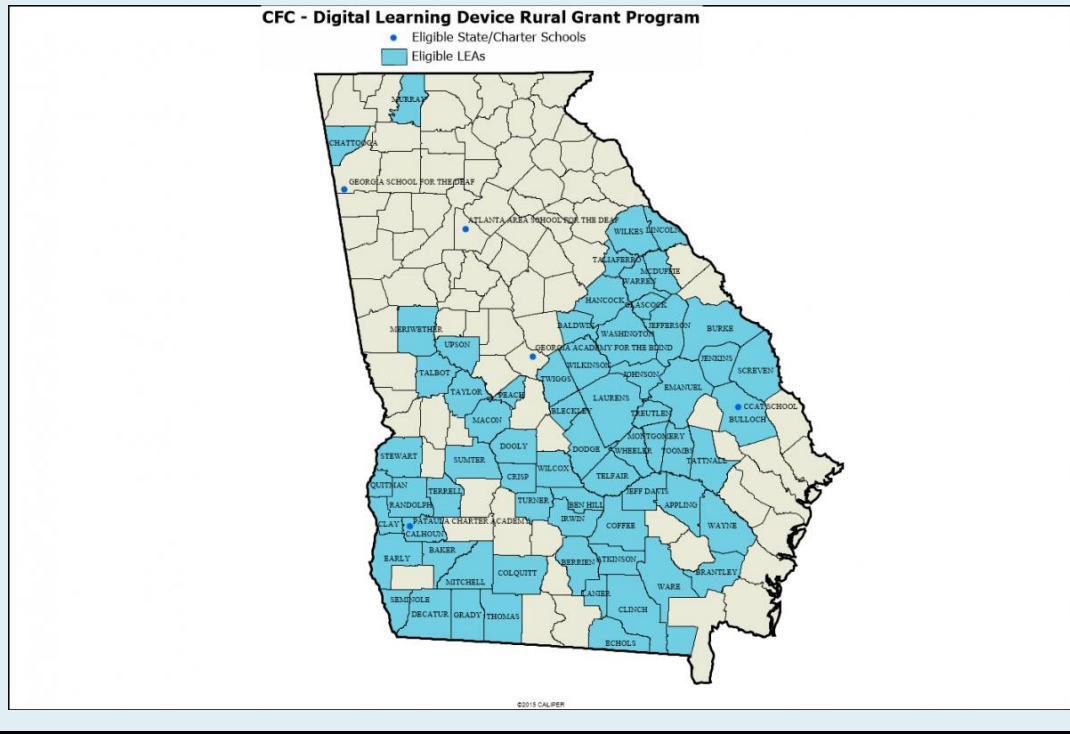 CFC - Digital Learning Device Rural Grant Program
Eligible State/Charter Schools
Eligible LEAs
MURRAY
CHATTOOGA
GEORGIA SCHOOL FOR THE DEAF
ATLANTA AREA SCHOOL FOR THE DEAF
WILKES
LINCOLN
TALIAFERRO
MCDUFFIE
WARREN
HANCOCK
GLASCOCK
BALDWIN
JEFFERSON
BURKE
MERIWETHER
WASHINGTON
UPSON
GEORGIA ACADEMY FOR THE BLIND
JENKINS
WILKINSON
SCREVEN
TALBOT
TWIGGS
JOHNSON
EMANUEL
TAYLOR
PEACH
LAURENS
CCAT SCHOOL
BLECKLEY
TREUTLEN
BULLOCH
MACON
MONTGOMERY
DOOLY
DODGE
WHEELER
TOOMBS
STEWART
SUMTER
WILCOX
TATTNALL
CRISP
TELFAIR
QUITMAN
TERRELL
JEFF DAVIS
RANDOLPH
TURNER
BEN HILL
APPLING
IRWIN
CLAY
PATAULA CHARTER ACADEMY
COFFEE
WAYNE
CALHOUN
BAKER
EARLY
BERRIEN
ATKINSON
COLQUITT
BRANTLEY
MITCHELL
WARE
LANIER
SEMINOLE
CLINCH
DECATUR
GRADY
THOMAS
ECHOLS
©2015 CALIPER